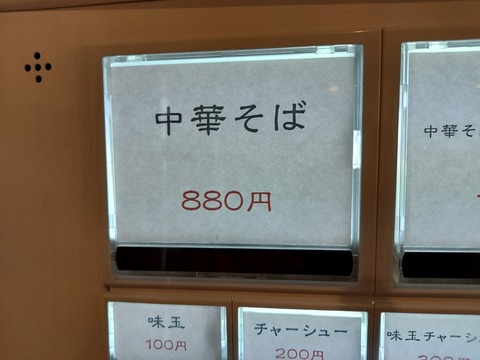 中華そば
880円
中華そ
味玉
100円
チャーシュー
200円
味玉チャーシ